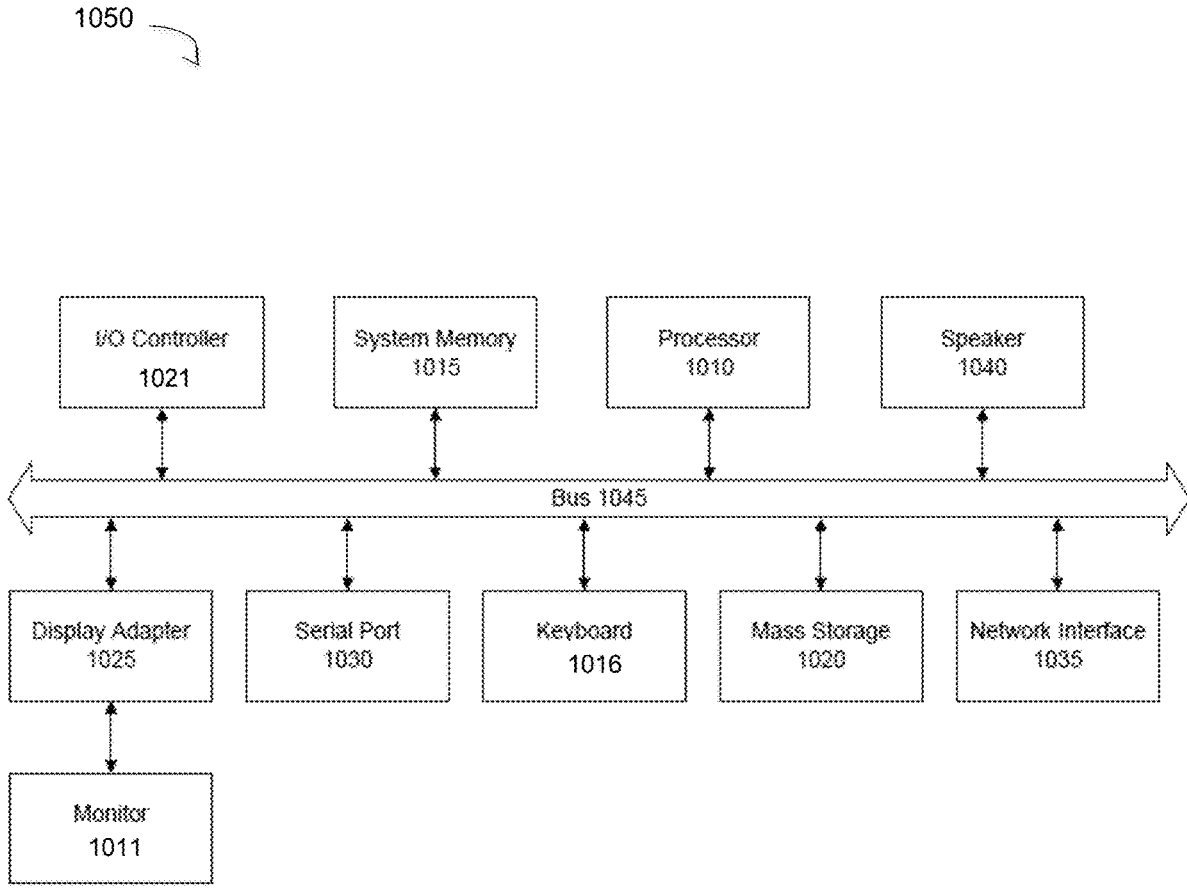 1050
I/O Controller
1021
System Memory
1015
Processor
1010
Speaker
1040
Bus 1045
Display Adapter
1025
Serial Port
1030
Keyboard
1016
Mass Storage
1020
Network Interface
1035
Monitor
1011